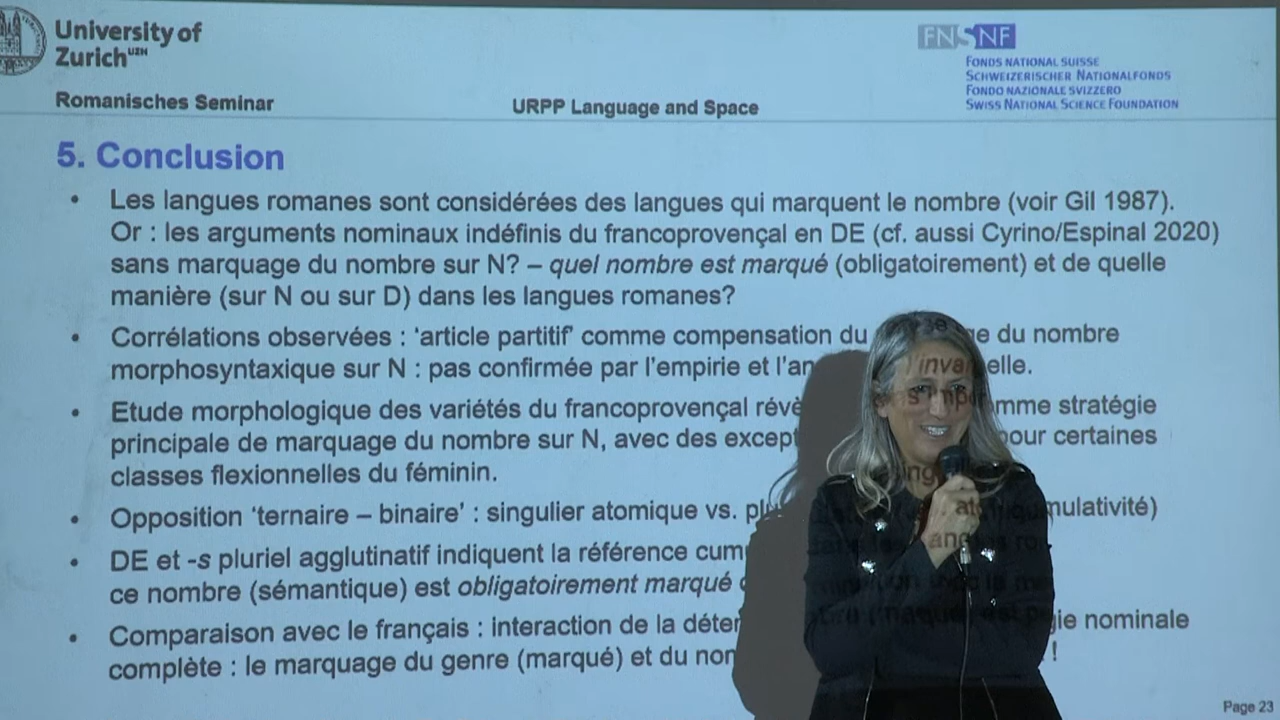 University of
Zurich UZH
FNSNF
FONDS NATIONAL SUISSE
SCHWEIZERISCHER NATIONALFONDS
FONDO NAZIONALE SVIZZERO
SWISS NATIONAL SCIENCE FOUNDATION
Romanisches Seminar
URPP Language and Space
5. Conclusion
• Les langues romanes sont considérées des langues qui marquent le nombre (voir Gil 1987).
Or : les arguments nominaux indéfinis du francoprovençal en DE (cf. aussi Cyrino/Espinal 2020)
sans marquage du nombre sur N? – quel nombre est marqué (obligatoirement) et de quelle
manière (sur N ou sur D) dans les langues romanes?
• Corrélations observées : ‘article partitif’ comme compensation du du nombre
morphosyntaxique sur N : pas confirmée par l’empirie et
• Etude morphologique des variétés du francoprovençal stratégie
principale de marquage du nombre sur N, avec des pour certaines
classes flexionnelles du féminin.
• Opposition ‘ternaire – binaire’ : singulier atomique vs.
• DE et -s pluriel agglutinatif indiquent la référence
ce nombre (sémantique) est obligatoirement marqué
• Comparaison avec le français : interaction de la nominale
complète : le marquage du genre (marqué) et du !
Page 23